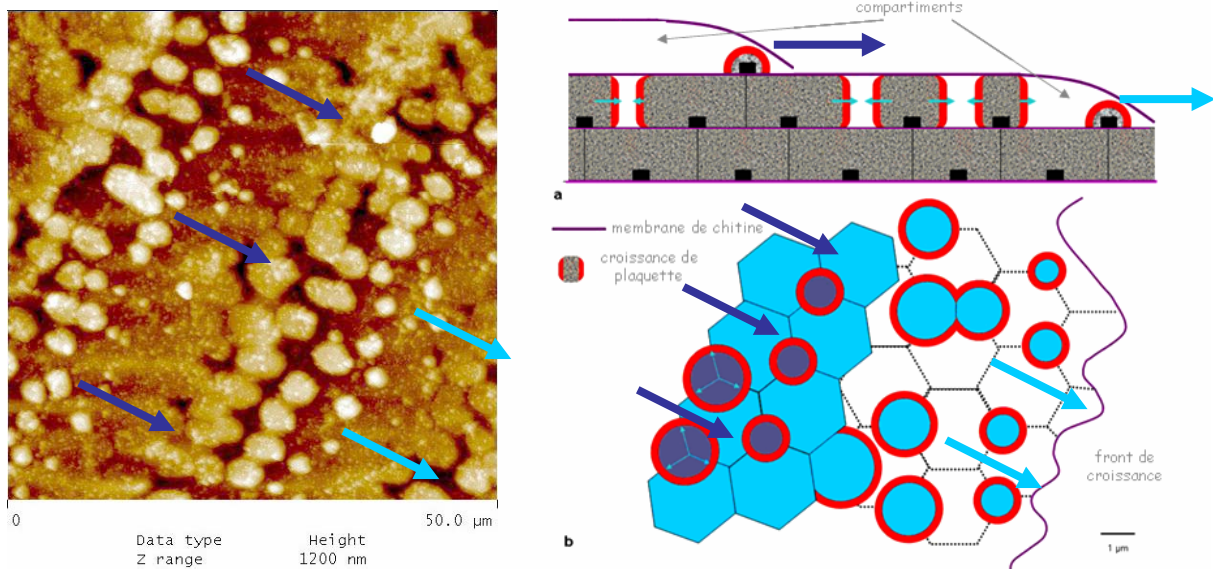 0
50.0 µm
Data type
Height
Z range
1200 nm
compartiments
a
membrane de chitine
croissance de
plaquette
front de
croissance
b
1 µm